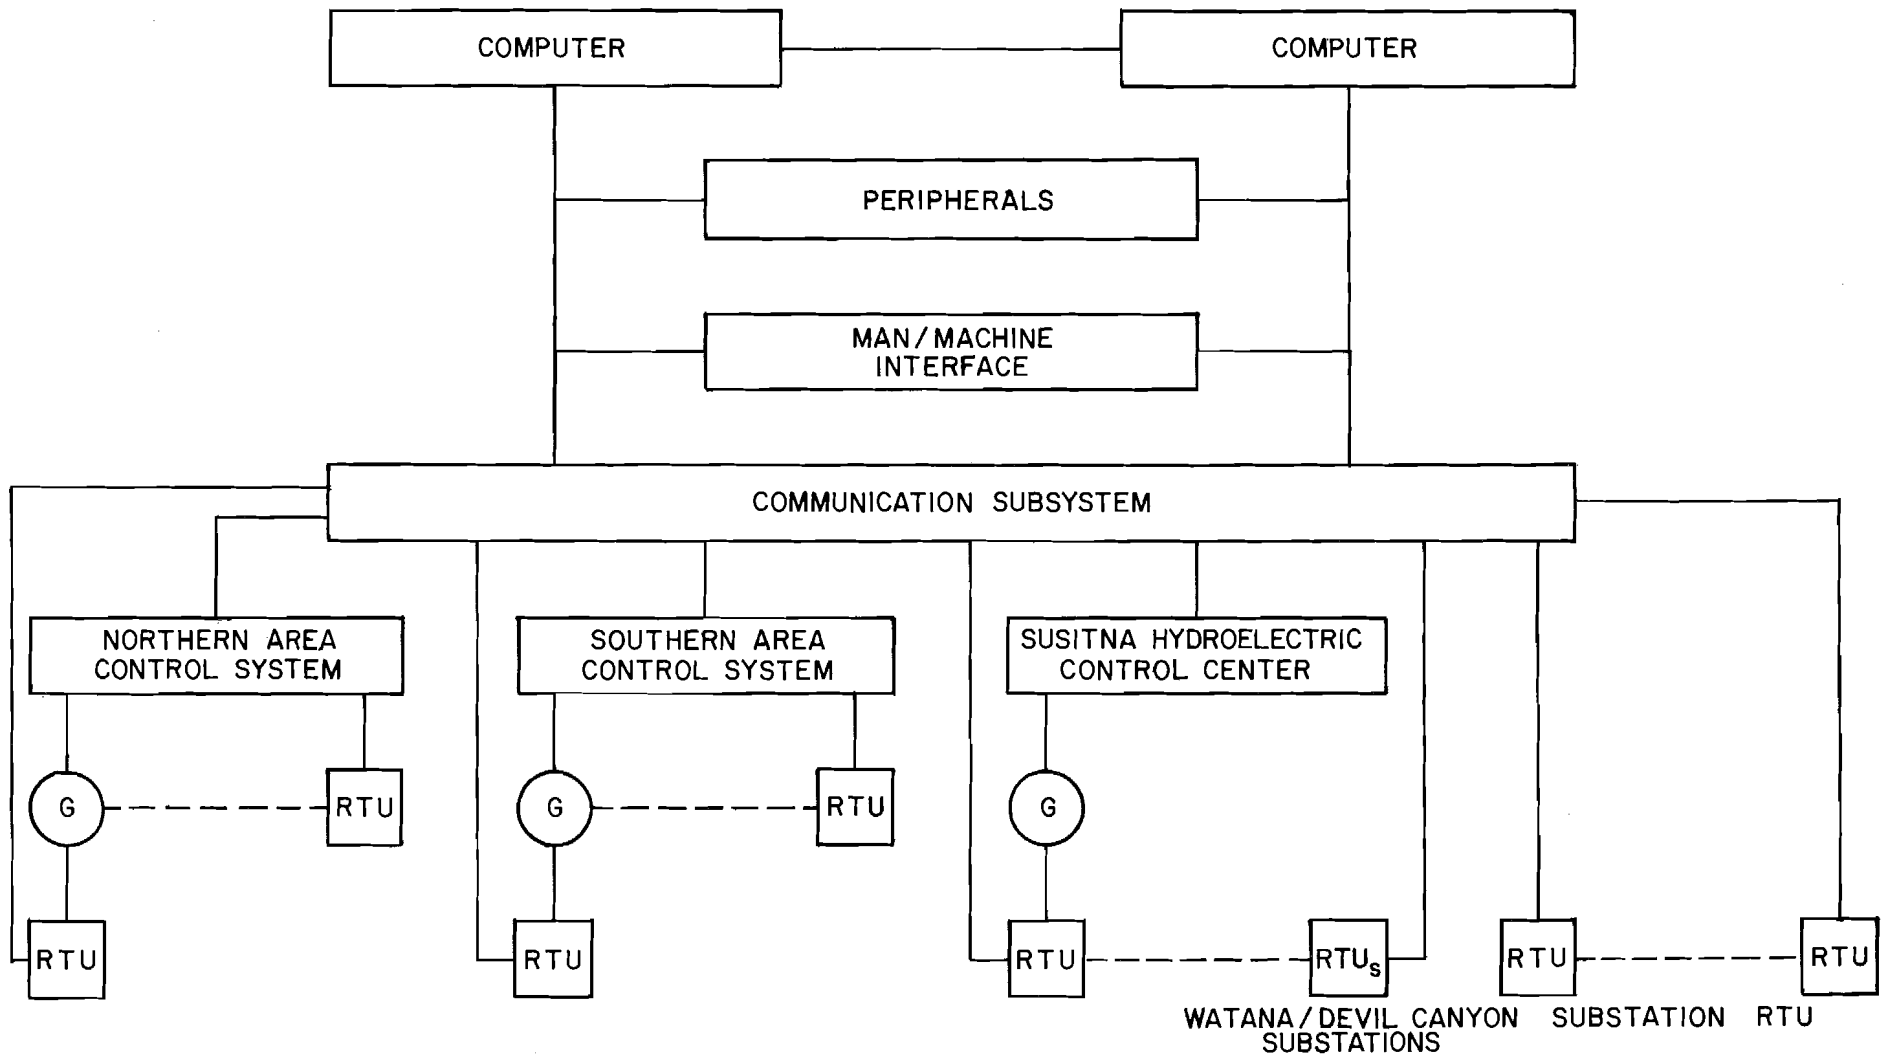 COMPUTER
COMPUTER
PERIPHERALS
MAN/MACHINE
INTERFACE
COMMUNICATION SUBSYSTEM
NORTHERN AREA
CONTROL SYSTEM
SOUTHERN AREA
CONTROL SYSTEM
SUSITNA HYDROELECTRIC
CONTROL CENTER
G
RTU
G
RTU
G
RTU
RTU
RTU
RTUs
RTU
RTU
WATANA/DEVIL CANYON
SUBSTATIONS
SUBSTATION RTU